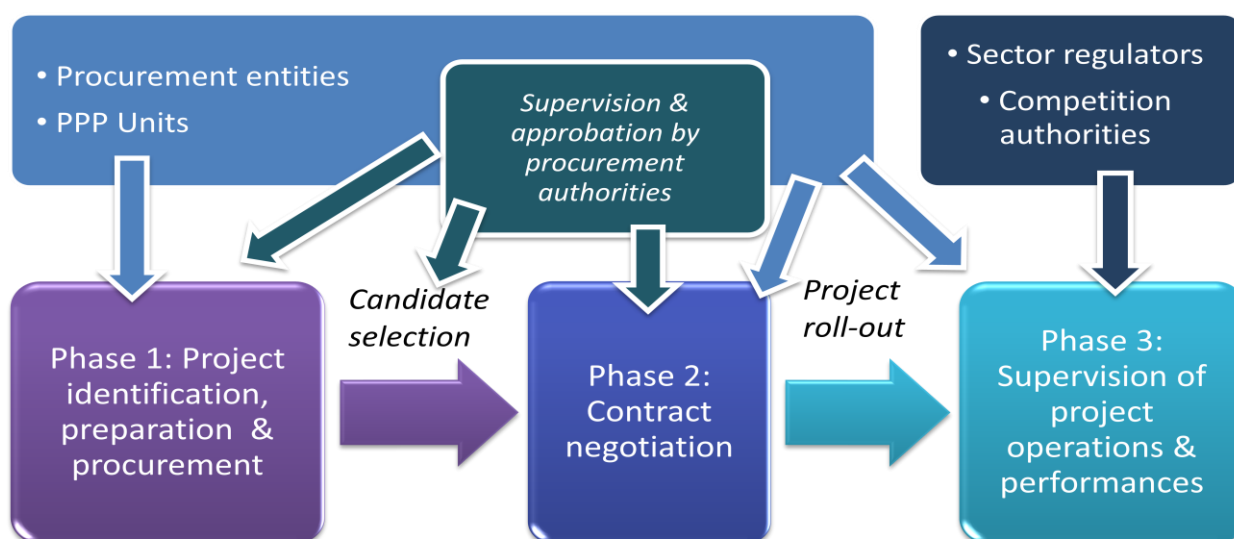 • Procurement entities
• PPP Units
Supervision &
approbation by
procurement
authorities
• Sector regulators
• Competition
authorities
Phase 1: Project
identification,
preparation &
procurement
Candidate
selection
Phase 2:
Contract
negotiation
Project
roll-out
Phase 3:
Supervision of
project
operations &
performances